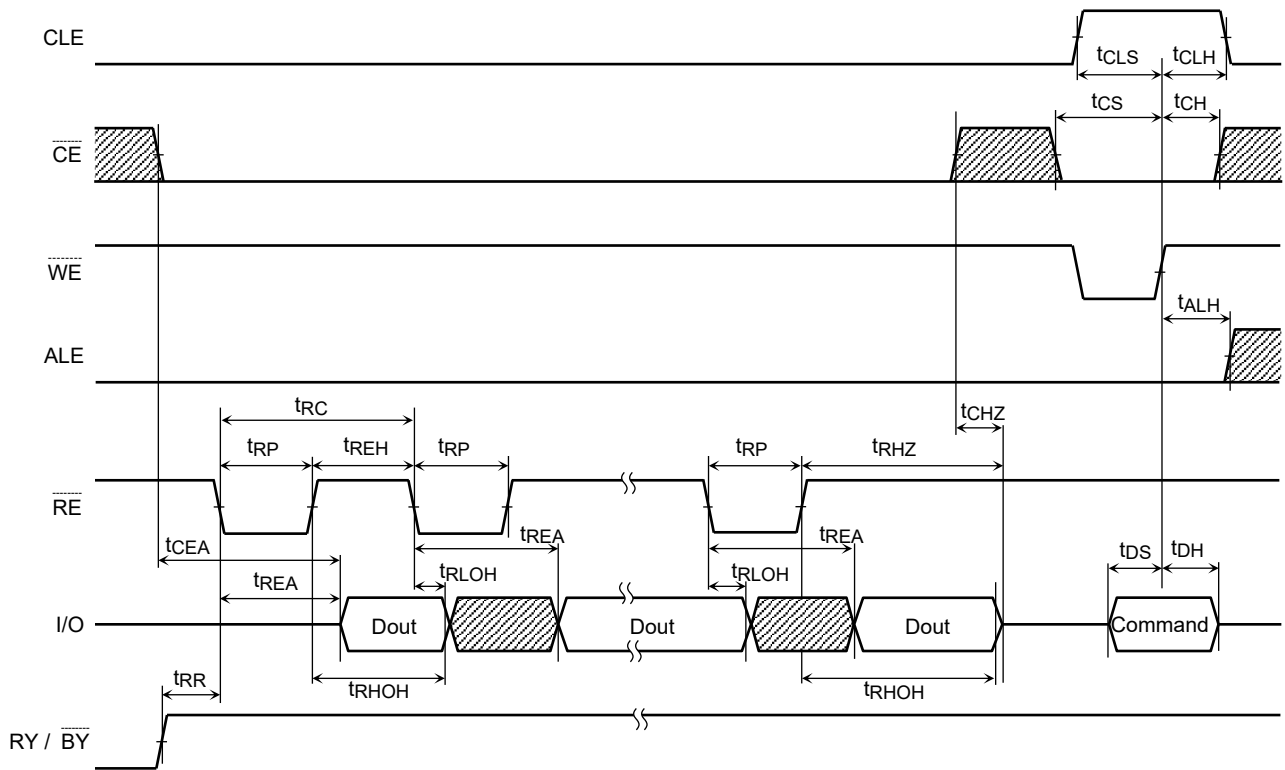 CLE
tCLS tCLH
tCS tCH
CE
WE
tALH
ALE
tRC tCHZ
tRP tREH tRP tRP tRHZ
RE
tCEA tREA tREA
tREA tRLOH tRLOH tDS tDH
I/O Dout Dout Dout Command
tRR tRHOH tRHOH
RY / BY